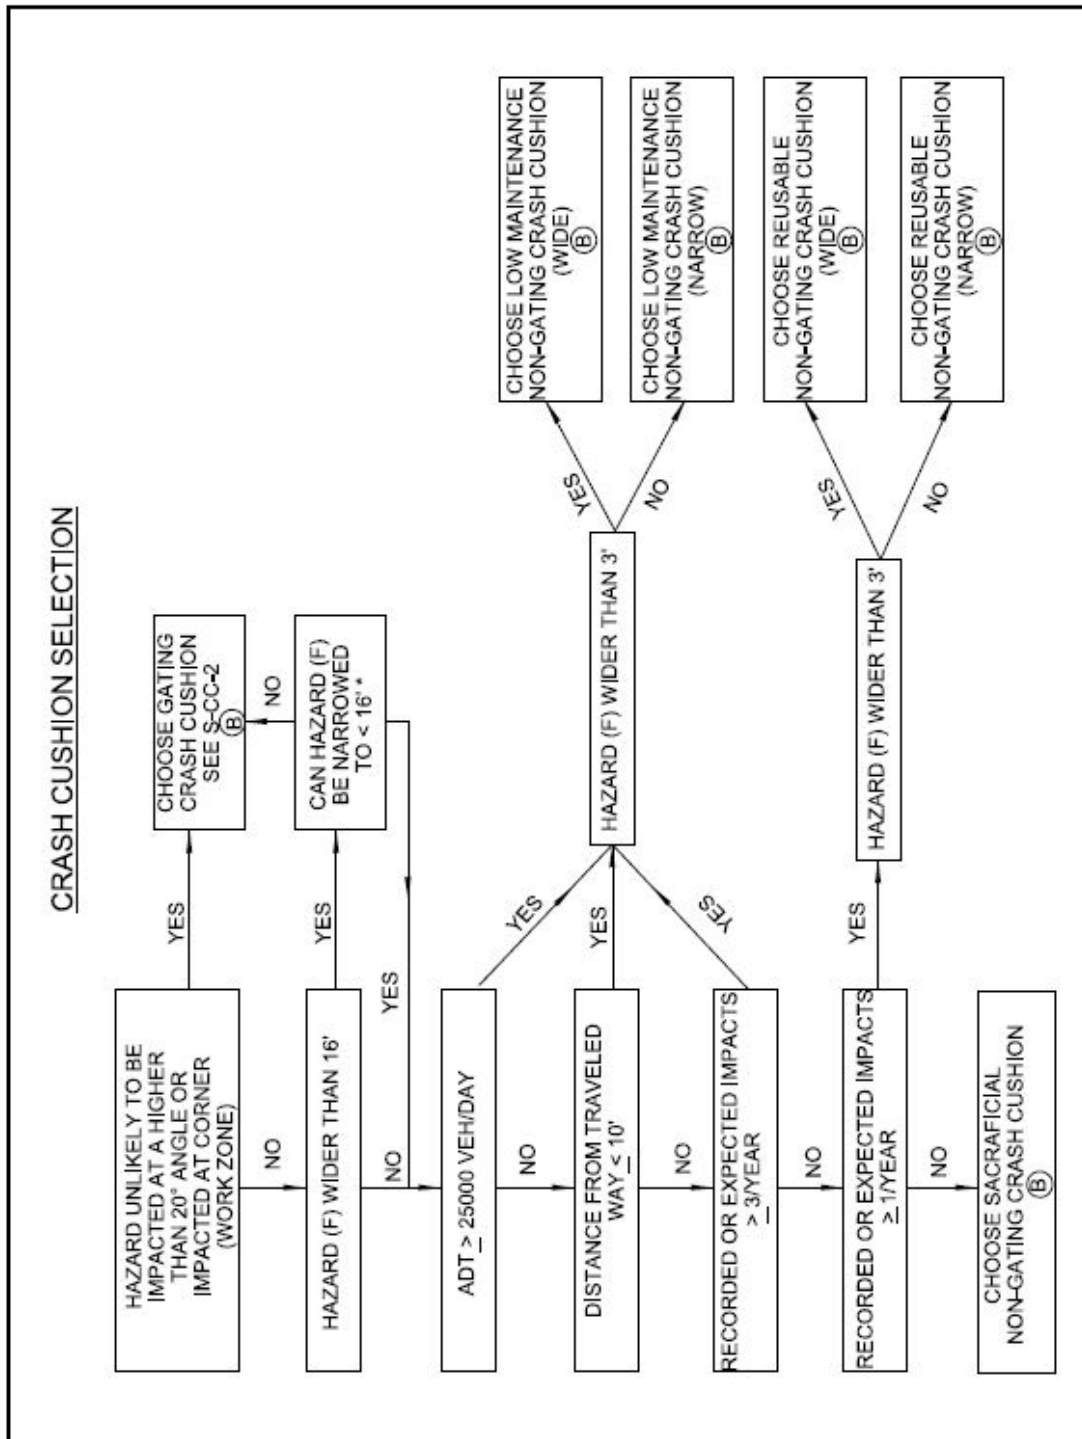 CRASH CUSHION SELECTION
HAZARD UNLIKELY TO BE
IMPACTED AT A HIGHER
THAN 20° ANGLE OR
IMPACTED AT CORNER
(WORK ZONE)
YES
CHOOSE GATING
CRASH CUSHION
SEE S-CC-2
B
NO
NO
HAZARD (F) WIDER THAN 16'
YES
CAN HAZARD (F)
BE NARROWED
TO < 16' *
NO
YES
ADT ≥ 25000 VEH/DAY
YES
NO
DISTANCE FROM TRAVELED
WAY ≤ 10'
YES
NO
RECORDED OR EXPECTED IMPACTS
≥ 3/YEAR
YES
HAZARD (F) WIDER THAN 3'
YES
CHOOSE LOW MAINTENANCE
NON-GATING CRASH CUSHION
(WIDE)
B
NO
CHOOSE LOW MAINTENANCE
NON-GATING CRASH CUSHION
(NARROW)
B
NO
RECORDED OR EXPECTED IMPACTS
≥ 1/YEAR
YES
HAZARD (F) WIDER THAN 3'
YES
CHOOSE REUSABLE
NON-GATING CRASH CUSHION
(WIDE)
B
NO
CHOOSE REUSABLE
NON-GATING CRASH CUSHION
(NARROW)
B
NO
CHOOSE SACRAFICIAL
NON-GATING CRASH CUSHION
B